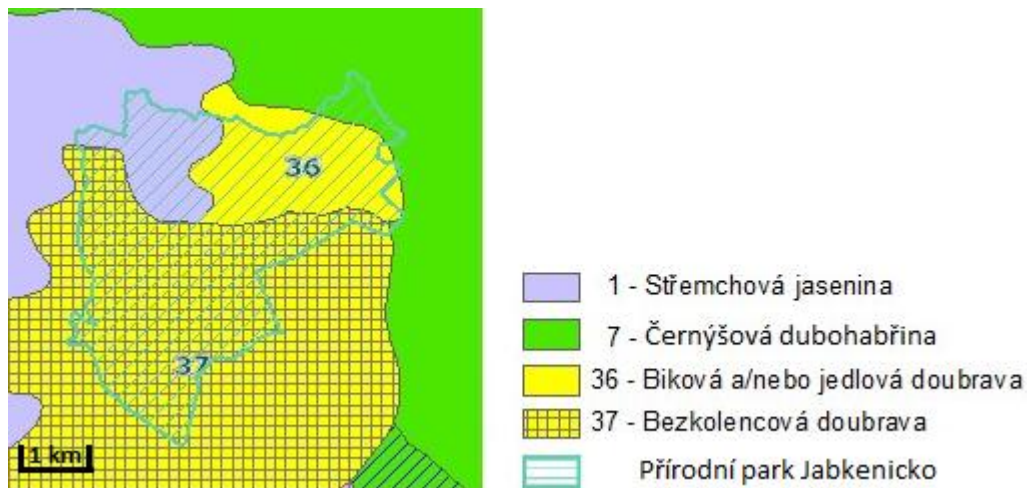 36
37
1 km
1 - Střemchová jasenina
7 - Černýšová dubohabřina
36 - Biková a/nebo jedlová doubrava
37 - Bezkolencová doubrava
Přírodní park Jabkenicko